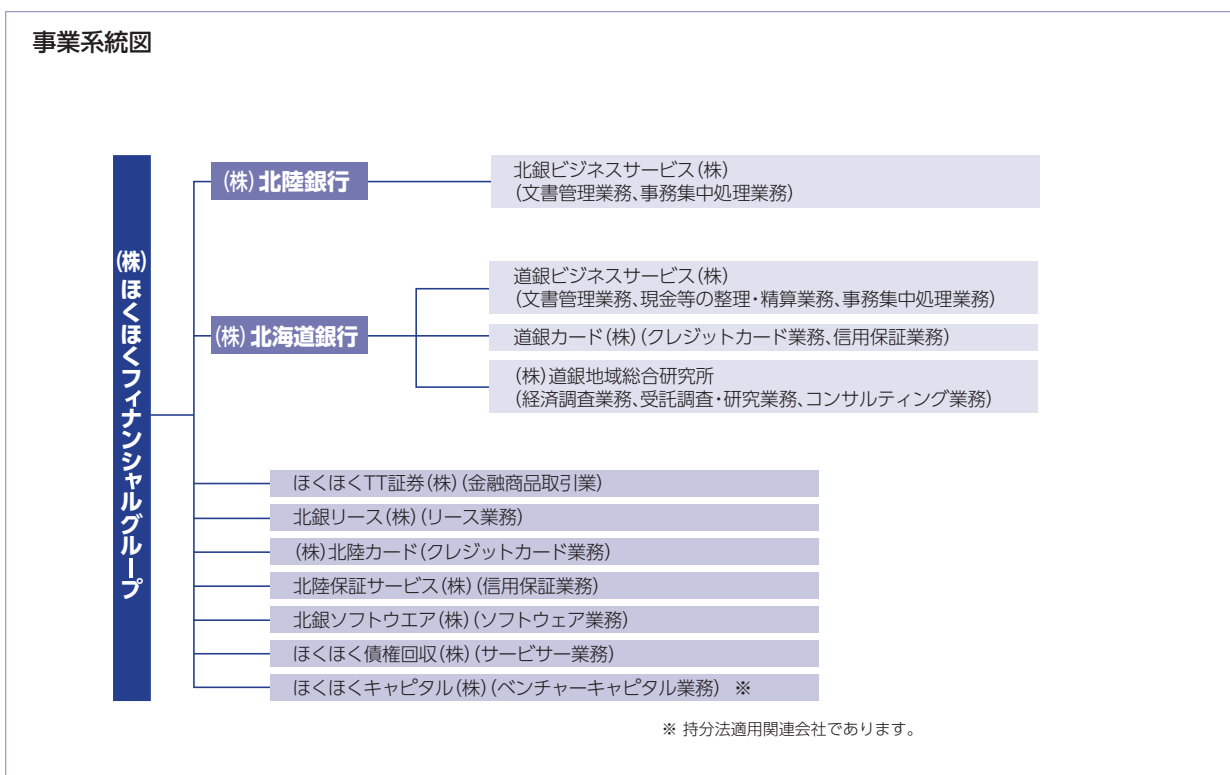 事業系統図
(株)ほくほくフィナンシャルグループ
(株)北陸銀行
北銀ビジネスサービス(株)
(文書管理業務、事務集中処理業務)
(株)北海道銀行
道銀ビジネスサービス(株)
(文書管理業務、現金等の整理・精算業務、事務集中処理業務)
道銀カード(株)(クレジットカード業務、信用保証業務)
(株)道銀地域総合研究所
(経済調査業務、受託調査・研究業務、コンサルティング業務)
ほくほくTT証券(株)(金融商品取引業)
北銀リース(株)(リース業務)
(株)北陸カード(クレジットカード業務)
北陸保証サービス(株)(信用保証業務)
北銀ソフトウエア(株)(ソフトウェア業務)
ほくほく債権回収(株)(サービサー業務)
ほくほくキャピタル(株)(ベンチャーキャピタル業務) ※
※ 持分法適用関連会社であります。